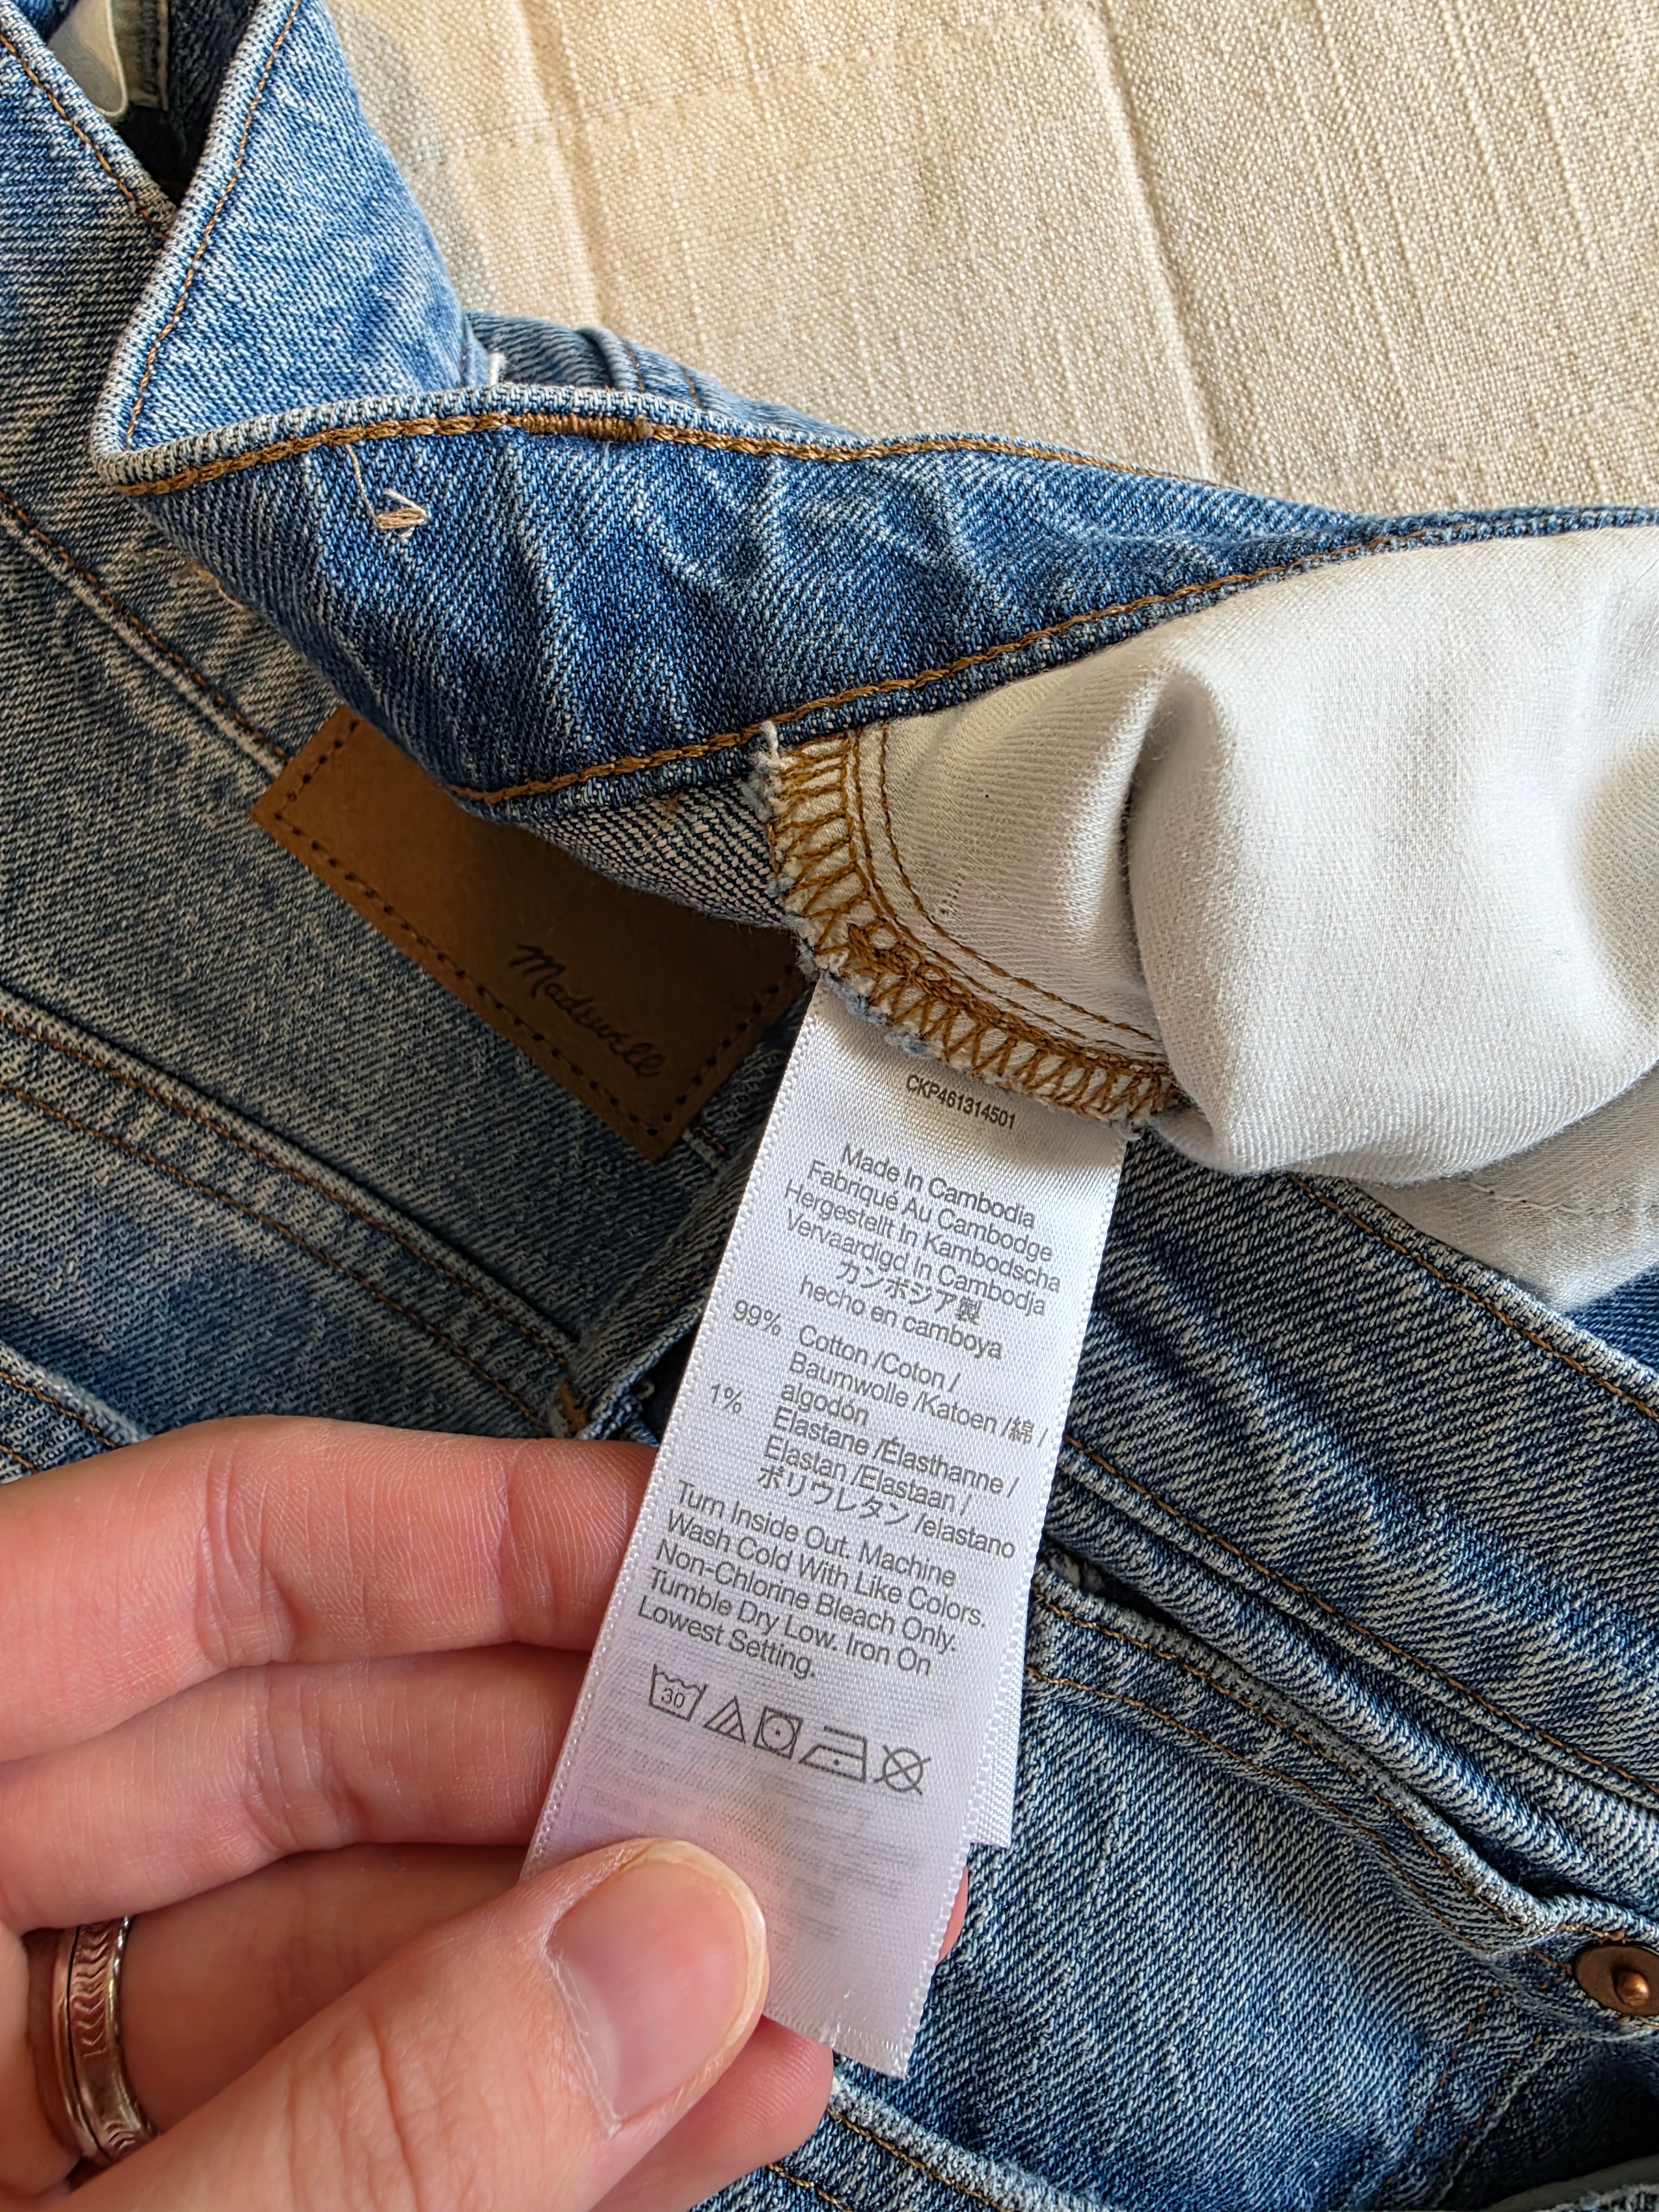 Madewell
CKP461314501
Made In Cambodia
Fabriqué Au Cambodge
Hergestellt In Kambodscha
Vervaardigd In Cambodja
カンボジア製
hecho en camboya
99% Cotton /Coton /
Baumwolle /Katoen /綿 /
algodón
1% Elastane /Élasthanne /
Elastan /Elastaan /
ポリウレタン /elastano
Turn Inside Out. Machine
Wash Cold With Like Colors.
Non-Chlorine Bleach Only.
Tumble Dry Low. Iron On
Lowest Setting.
30